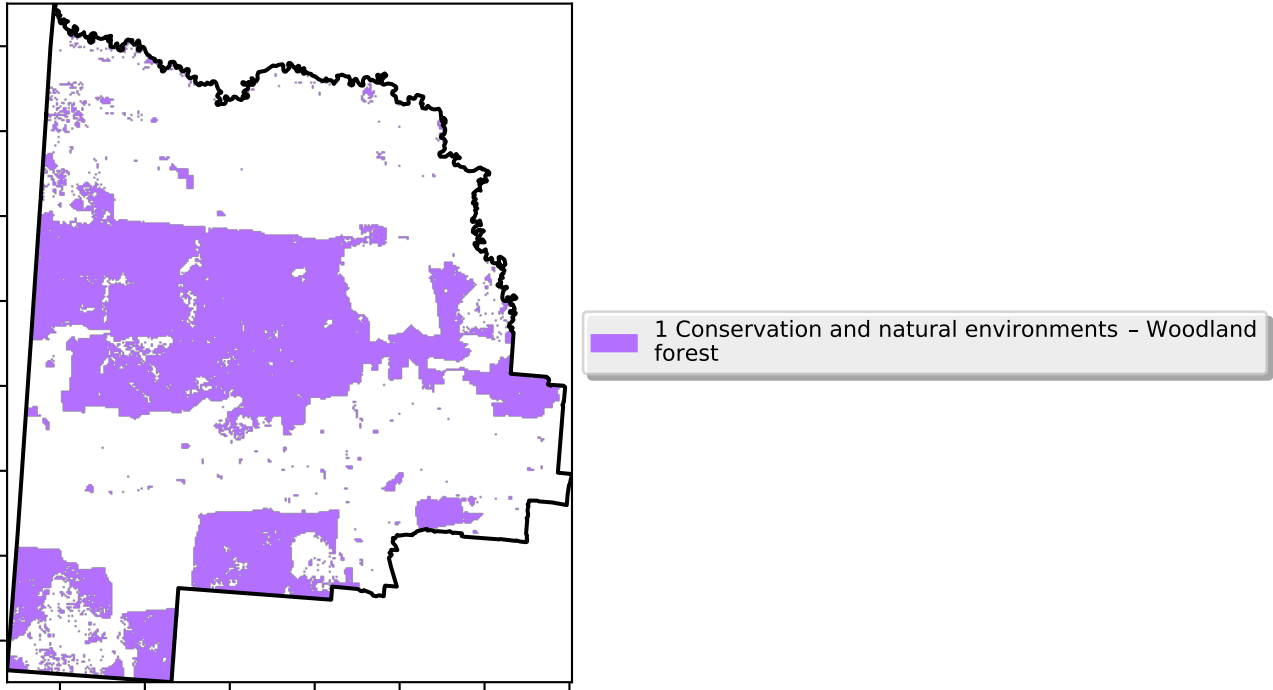 1 Conservation and natural environments – Woodland
forest